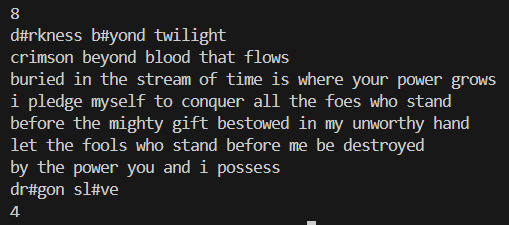 8
d#rkness b#yond twilight
crimson beyond blood that flows
buried in the stream of time is where your power grows
i pledge myself to conquer all the foes who stand
before the mighty gift bestowed in my unworthy hand
let the fools who stand before me be destroyed
by the power you and i possess
dr#gon sl#ve
4